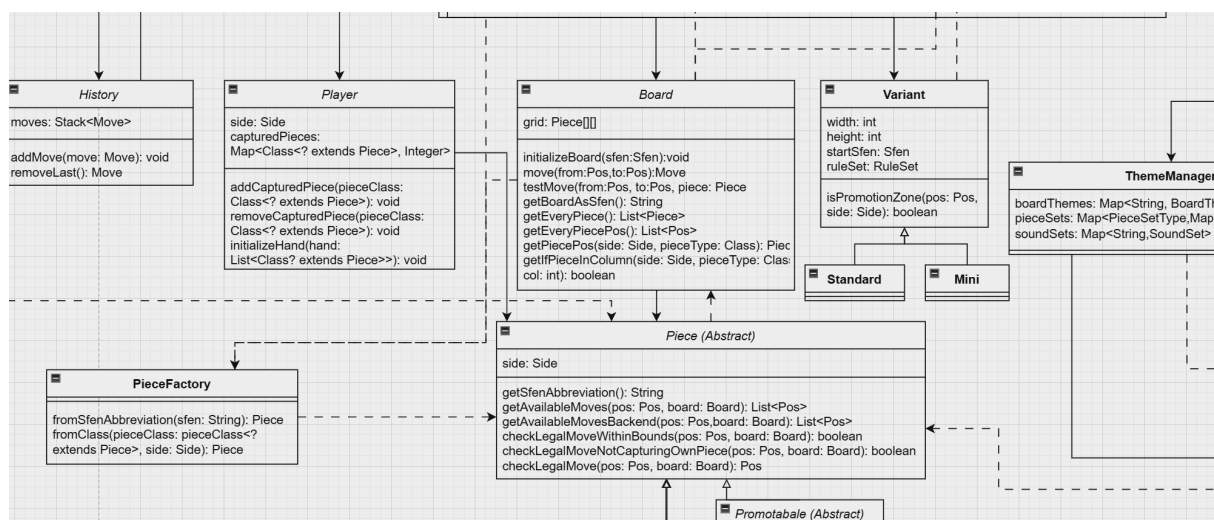 History
moves: Stack<Move>
addMove(move: Move): void
removeLast(): Move
Player
side: Side
capturedPieces:
Map<Class<? extends Piece>, Integer>
addCapturedPiece(pieceClass:
Class<? extends Piece>): void
removeCapturedPiece(pieceClass:
Class<? extends Piece>): void
initializeHand(hand:
List<Class? extends Piece>>): void
Board
grid: Piece[][]
initializeBoard(sfen:Sfen):void
move(from:Pos,to:Pos):Move
testMove(from:Pos, to:Pos, piece: Piece
getBoardAsSfen(): String
getEveryPiece(): List<Piece>
getEveryPiecePos(): List<Pos>
getPiecePos(side: Side, pieceType: Class): Piec
getIfPieceInColumn(side: Side, pieceType: Clas
col: int): boolean
Variant
width: int
height: int
startSfen: Sfen
ruleSet: RuleSet
isPromotionZone(pos: Pos,
side: Side): boolean
Standard
Mini
ThemeManager
boardThemes: Map<String, BoardTh
pieceSets: Map<PieceSetType,Map
soundSets: Map<String,SoundSet>
Piece (Abstract)
side: Side
getSfenAbbreviation(): String
getAvailableMoves(pos: Pos, board: Board): List<Pos>
getAvailableMovesBackend(pos: Pos,board: Board): List<Pos>
checkLegalMoveWithinBounds(pos: Pos, board: Board): boolean
checkLegalMoveNotCapturingOwnPiece(pos: Pos, board: Board): boolean
checkLegalMove(pos: Pos, board: Board): Pos
PieceFactory
fromSfenAbbreviation(sfen: String): Piece
fromClass(pieceClass: pieceClass<?
extends Piece>, side: Side): Piece
Promotabale (Abstract)